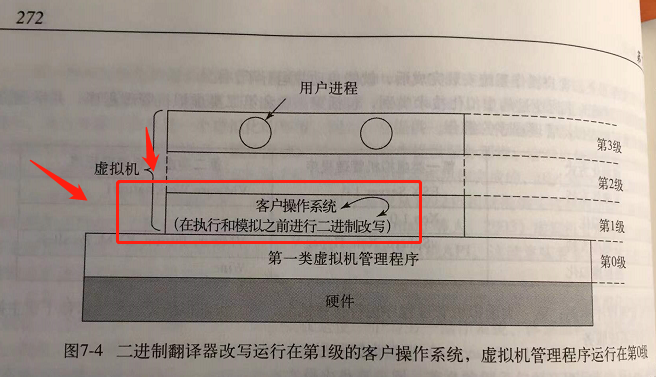 272
用户进程
第3级
虚拟机
第2级
客户操作系统
(在执行和模拟之前进行二进制改写)
第1级
第一类虚拟机管理程序
第0级
硬件
图7-4 二进制翻译器改写运行在第1级的客户操作系统，虚拟机管理程序运行在第0级